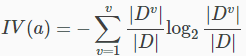 IV(a) = −∑_{v=1}^{v} |D^v|/|D| log₂ |D^v|/|D|